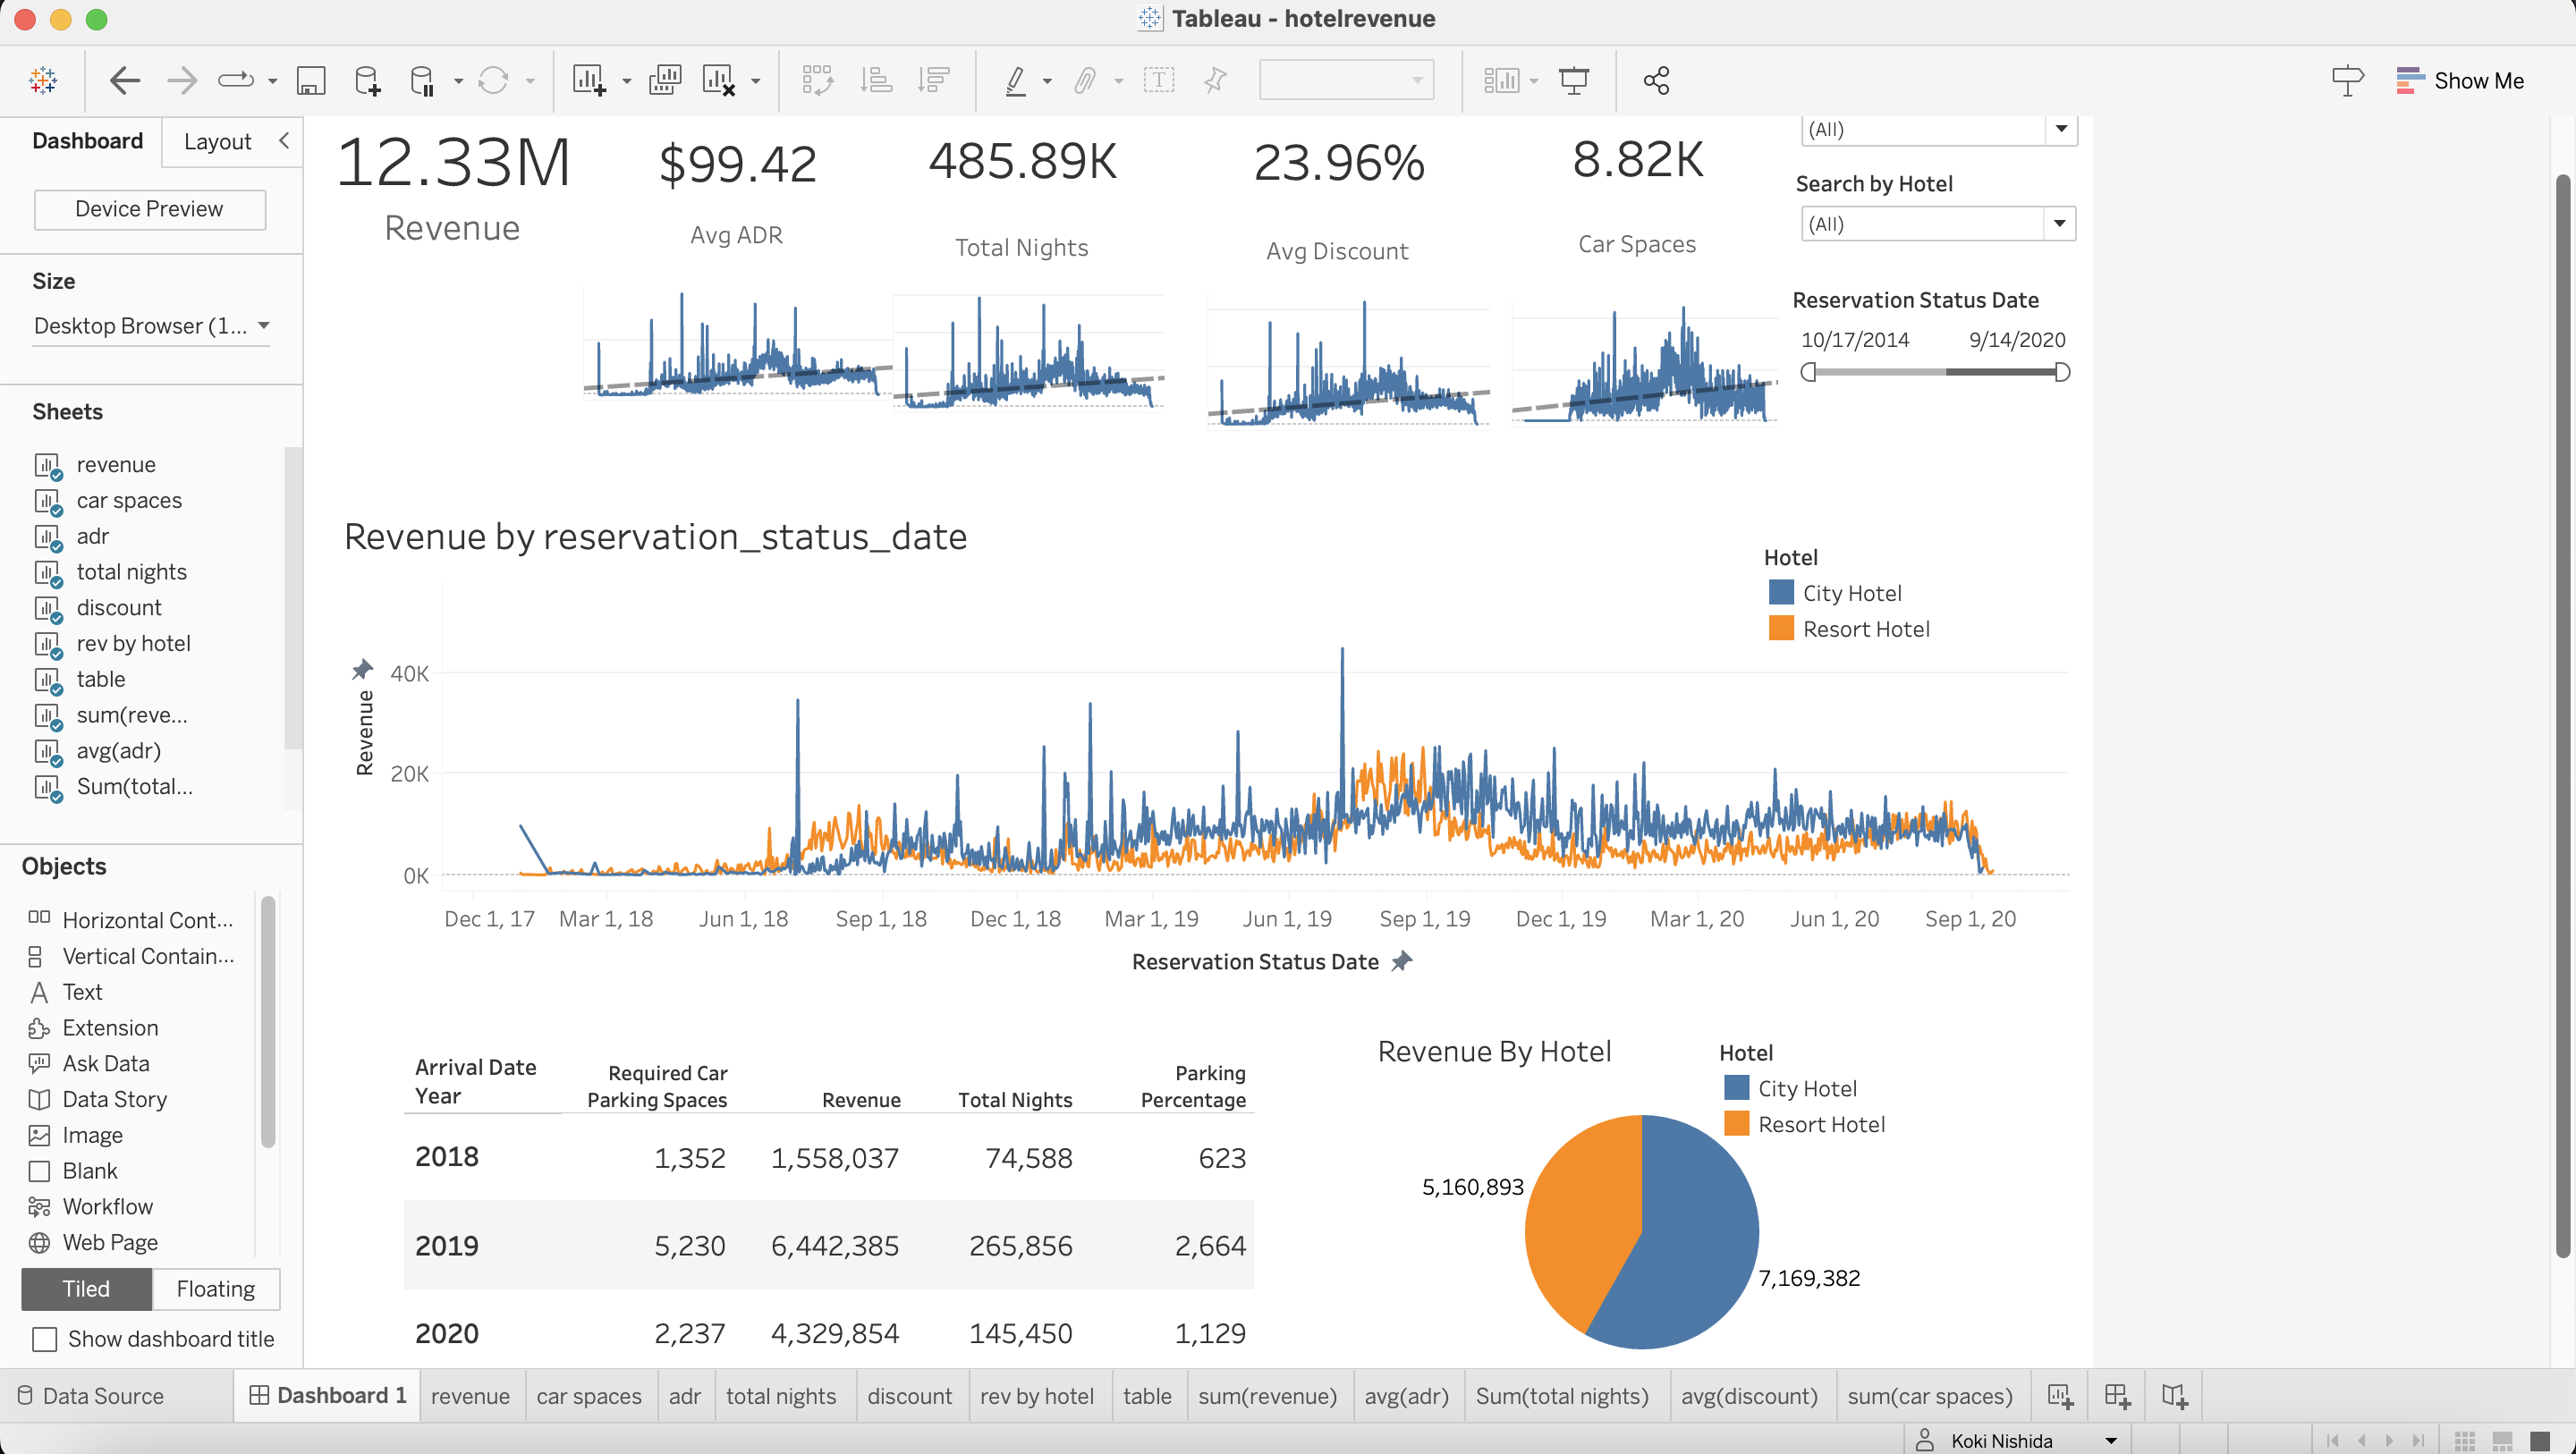 Tableau - hotelrevenue
Show Me
Dashboard
Layout
Device Preview
Size
Desktop Browser (1...
Sheets
revenue
car spaces
adr
total nights
discount
rev by hotel
table
sum(reve...
avg(adr)
Sum(total...
Objects
Horizontal Cont...
Vertical Contain...
Text
Extension
Ask Data
Data Story
Image
Blank
Workflow
Web Page
Tiled
Floating
Show dashboard title
12.33M
Revenue
$99.42
Avg ADR
485.89K
Total Nights
23.96%
Avg Discount
8.82K
Car Spaces
(All)
Search by Hotel
(All)
Reservation Status Date
10/17/2014 9/14/2020
Revenue by reservation_status_date
Hotel
City Hotel
Resort Hotel
Revenue
40K
20K
0K
Dec 1, 17 Mar 1, 18 Jun 1, 18 Sep 1, 18 Dec 1, 18 Mar 1, 19 Jun 1, 19 Sep 1, 19 Dec 1, 19 Mar 1, 20 Jun 1, 20 Sep 1, 20
Reservation Status Date
Arrival Date Required Car Parking
Year Parking Spaces Revenue Total Nights Percentage
2018 1,352 1,558,037 74,588 623
2019 5,230 6,442,385 265,856 2,664
2020 2,237 4,329,854 145,450 1,129
Revenue By Hotel
Hotel
City Hotel
Resort Hotel
5,160,893
7,169,382
Data Source Dashboard 1 revenue car spaces adr total nights discount rev by hotel table sum(revenue) avg(adr) Sum(total nights) avg(discount) sum(car spaces)
Koki Nishida